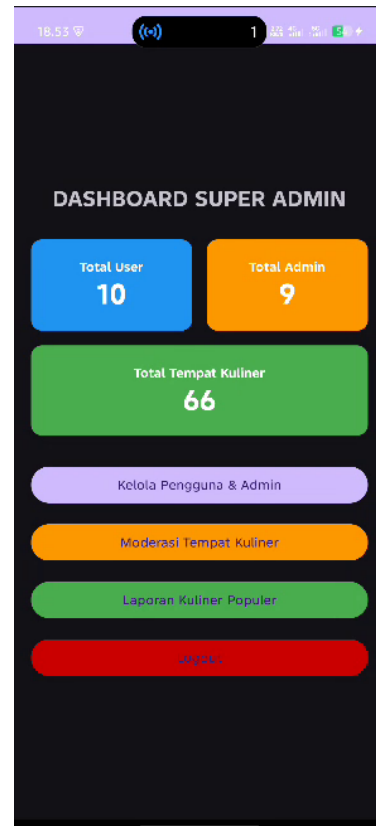 18.53
1
DASHBOARD SUPER ADMIN
Total User
10
Total Admin
9
Total Tempat Kuliner
66
Kelola Pengguna & Admin
Moderasi Tempat Kuliner
Laporan Kuliner Populer
Logout